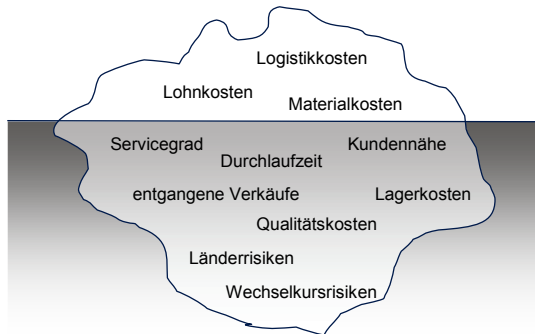 Logistikkosten
Lohnkosten
Materialkosten
Servicegrad
Kundennähe
Durchlaufzeit
entgangene Verkäufe
Lagerkosten
Qualitätskosten
Länderrisiken
Wechselkursrisiken